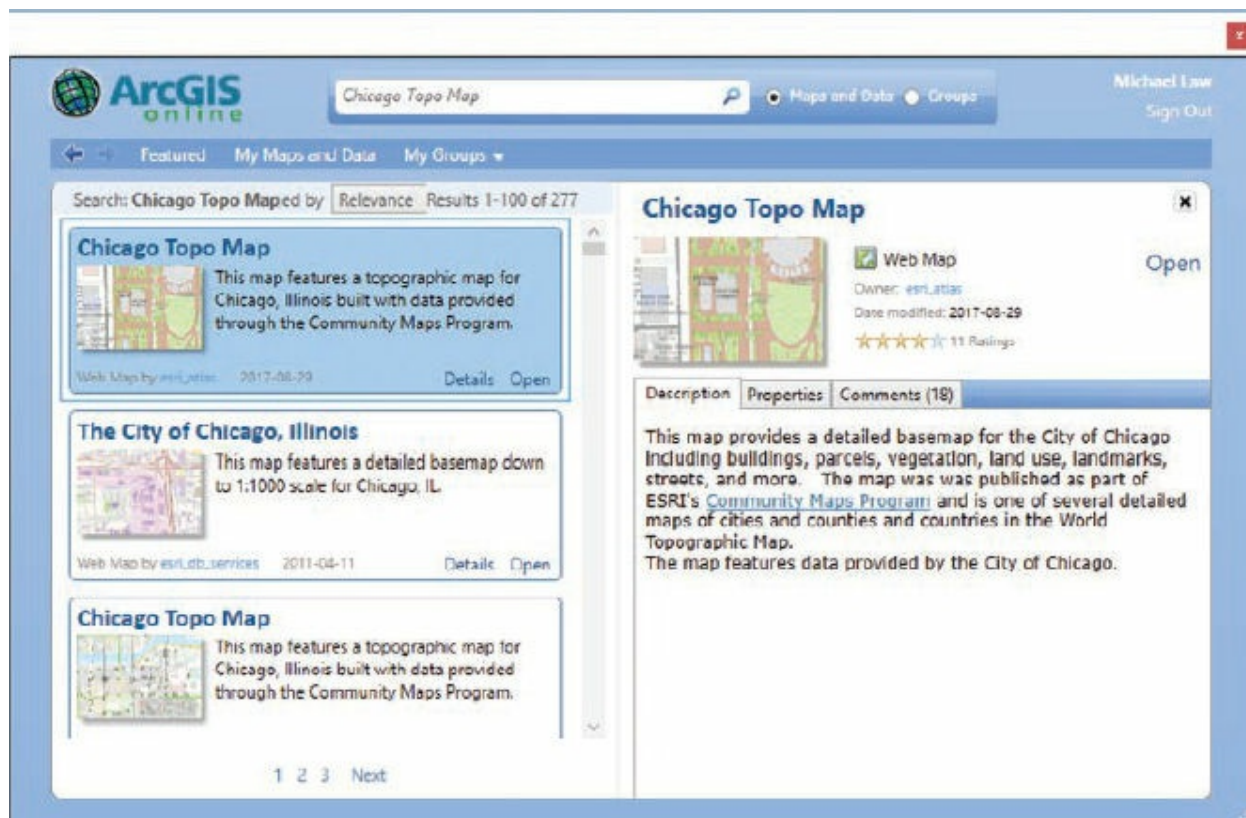 x
ArcGIS
online
Chicago Topo Map
Maps and Data Groups
Michael Law
Sign Out
Featured My Maps and Data My Groups
Search: Chicago Topo Maped by Relevance Results 1-100 of 277
Chicago Topo Map
This map features a topographic map for
Chicago, Illinois built with data provided
through the Community Maps Program.
Web Map by esri_atlas 2017-08-29
Details Open
The City of Chicago, Illinois
This map features a detailed basemap down
to 1:1000 scale for Chicago, IL.
Web Map by esri_db_services 2011-04-11
Details Open
Chicago Topo Map
This map features a topographic map for
Chicago, Illinois built with data provided
through the Community Maps Program.
1 2 3 Next
Chicago Topo Map
x
Web Map
Open
Owner: esri_atlas
Date modified: 2017-08-29
11 Ratings
Description Properties Comments (18)
This map provides a detailed basemap for the City of Chicago
including buildings, parcels, vegetation, land use, landmarks,
streets, and more. The map was was published as part of
ESRI's Community Maps Program and is one of several detailed
maps of cities and counties and countries in the World
Topographic Map.
The map features data provided by the City of Chicago.